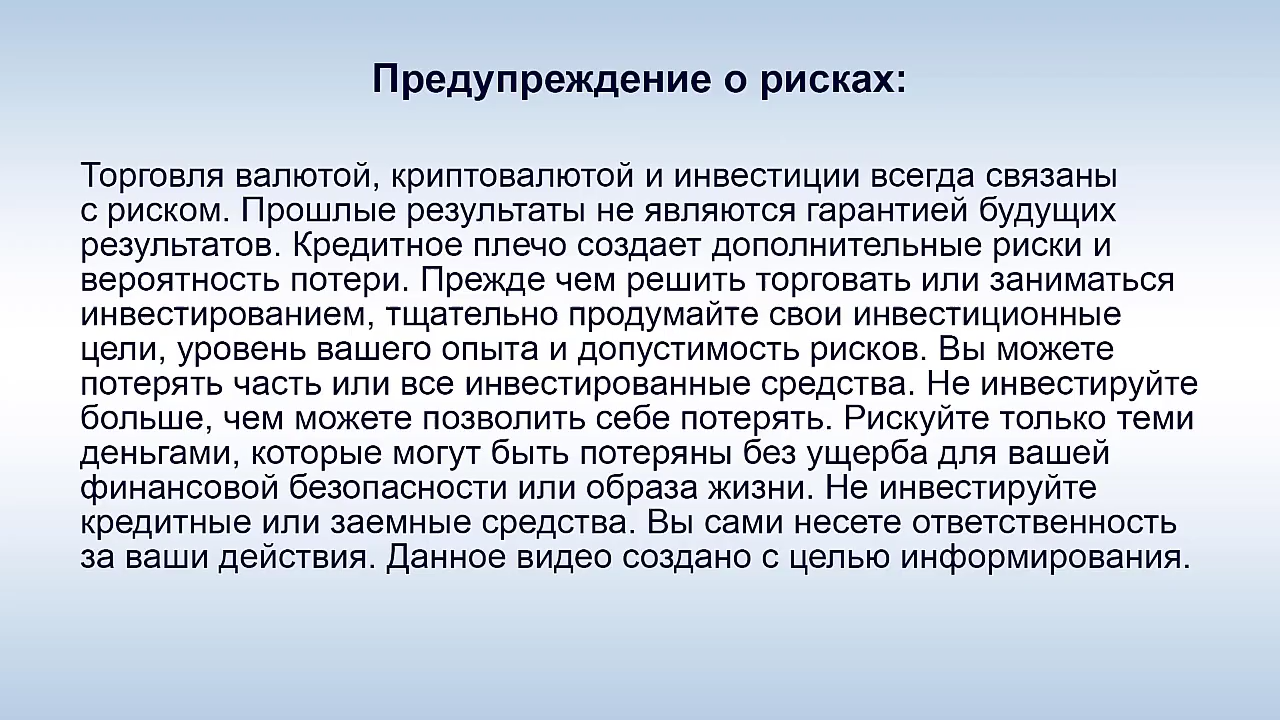 Предупреждение о рисках:
Торговля валютой, криптовалютой и инвестиции всегда связаны
с риском. Прошлые результаты не являются гарантией будущих
результатов. Кредитное плечо создает дополнительные риски и
вероятность потери. Прежде чем решить торговать или заниматься
инвестированием, тщательно продумайте свои инвестиционные
цели, уровень вашего опыта и допустимость рисков. Вы можете
потерять часть или все инвестированные средства. Не инвестируйте
больше, чем можете позволить себе потерять. Рискуйте только теми
деньгами, которые могут быть потеряны без ущерба для вашей
финансовой безопасности или образа жизни. Не инвестируйте
кредитные или заемные средства. Вы сами несете ответственность
за ваши действия. Данное видео создано с целью информирования.